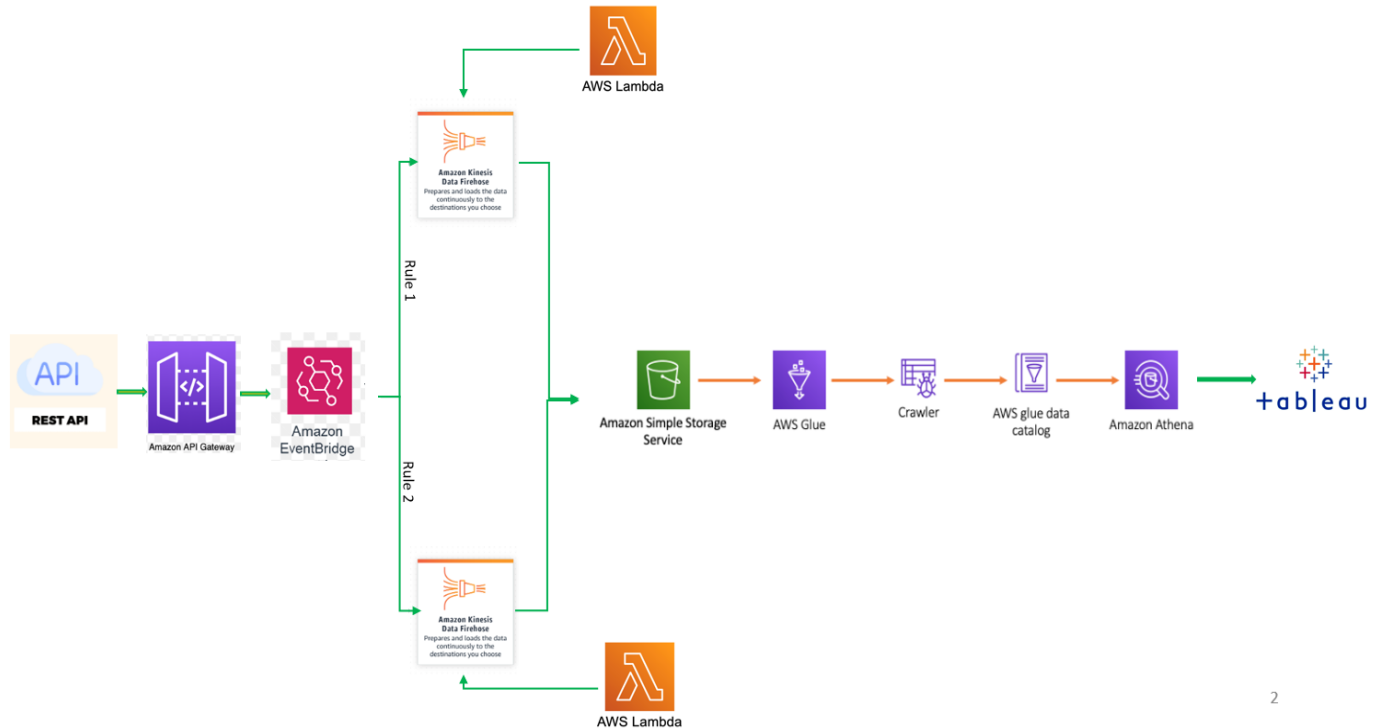 AWS Lambda
Amazon Kinesis
Data Firehose
Prepares and loads the data
continuously to the
destinations you choose
Rule 1
API
REST API
Amazon API Gateway
Amazon
EventBridge
Amazon Simple Storage
Service
AWS Glue
Crawler
AWS glue data
catalog
Amazon Athena
+ableau
Rule 2
Amazon Kinesis
Data Firehose
Prepares and loads the data
continuously to the
destinations you choose
AWS Lambda
2